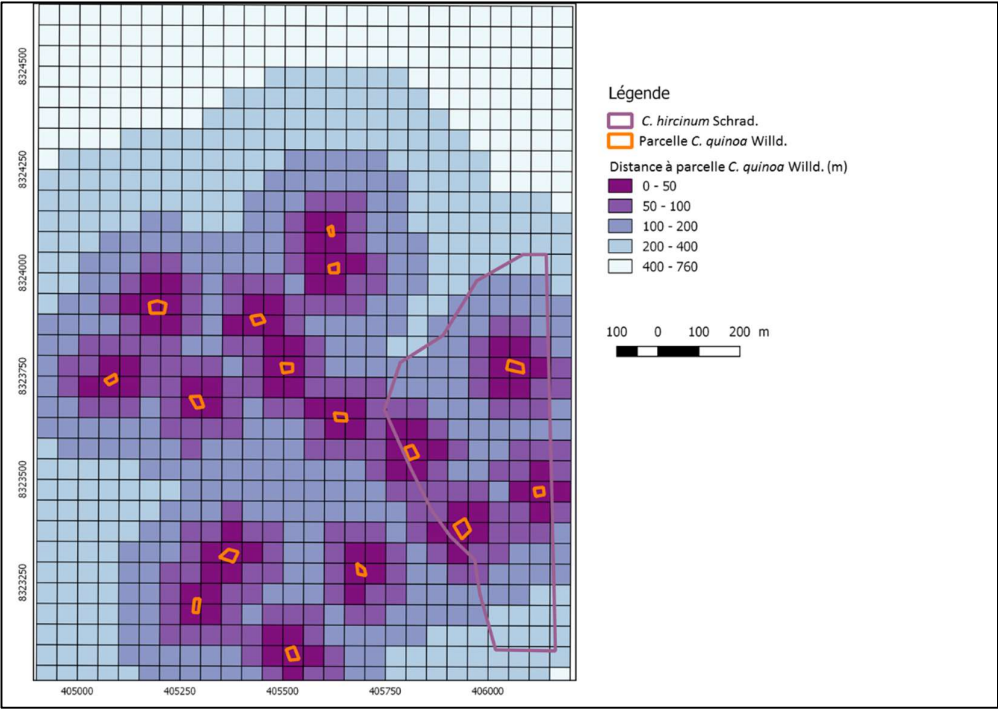 8324500
8324250
8324000
8323750
8323500
8323250
405000 405250 405500 405750 406000
Légende
C. hircinum Schrad.
Parcelle C. quinoa Willd.
Distance à parcelle C. quinoa Willd. (m)
0 - 50
50 - 100
100 - 200
200 - 400
400 - 760
100 0 100 200 m